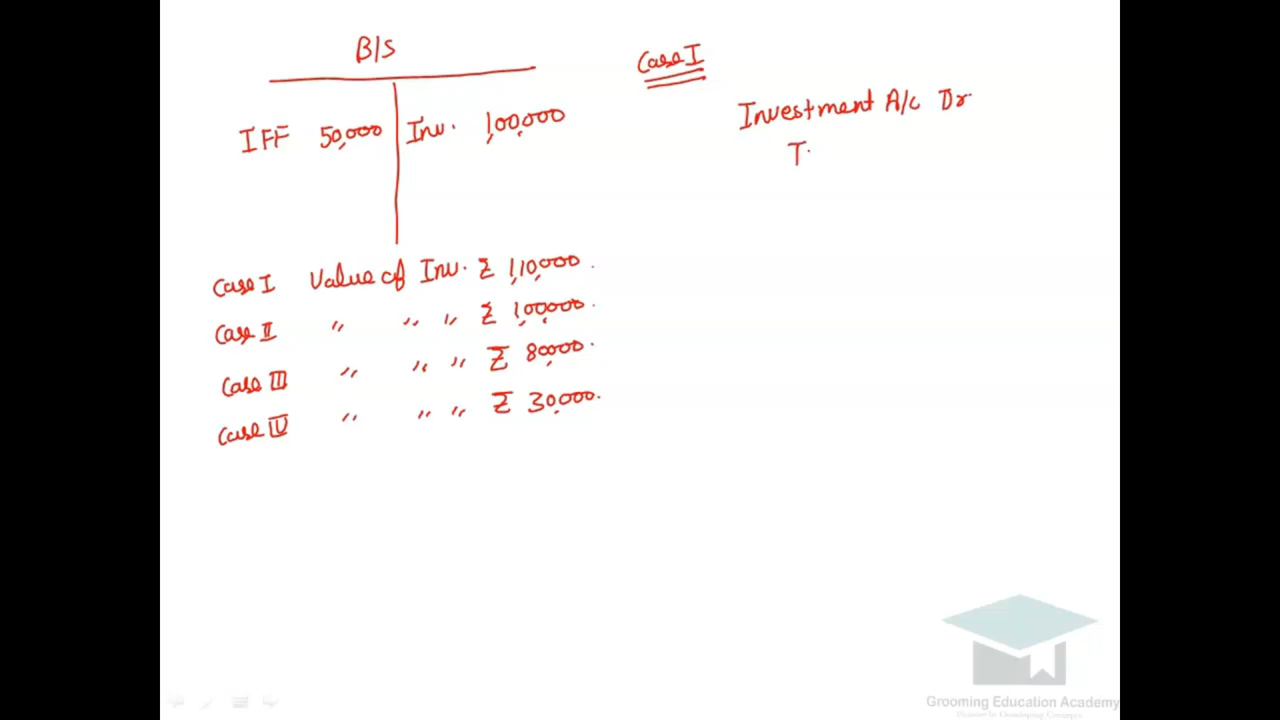 B/S
IFF 50,000 Inv. 1,00,000
Case I Value of Inv. ₹ 1,10,000.
Case II " " " ₹ 1,00,000.
Case III " " " ₹ 80,000.
Case IV " " " ₹ 30,000.
Case I
Investment A/c Dr
T
Grooming Education Academy